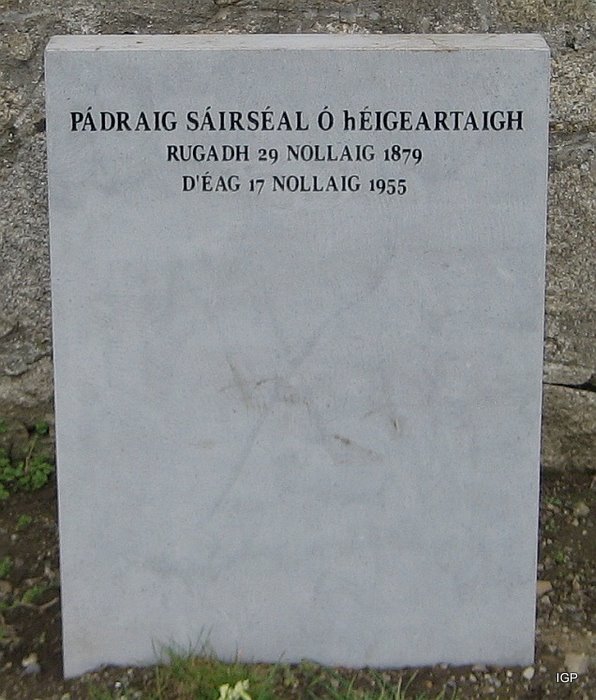 PÁDRAIG SÁIRSÉAL Ó hÉIGEARTAIGH
RUGADH 29 NOLLAIG 1879
D'ÉAG 17 NOLLAIG 1955
IGP